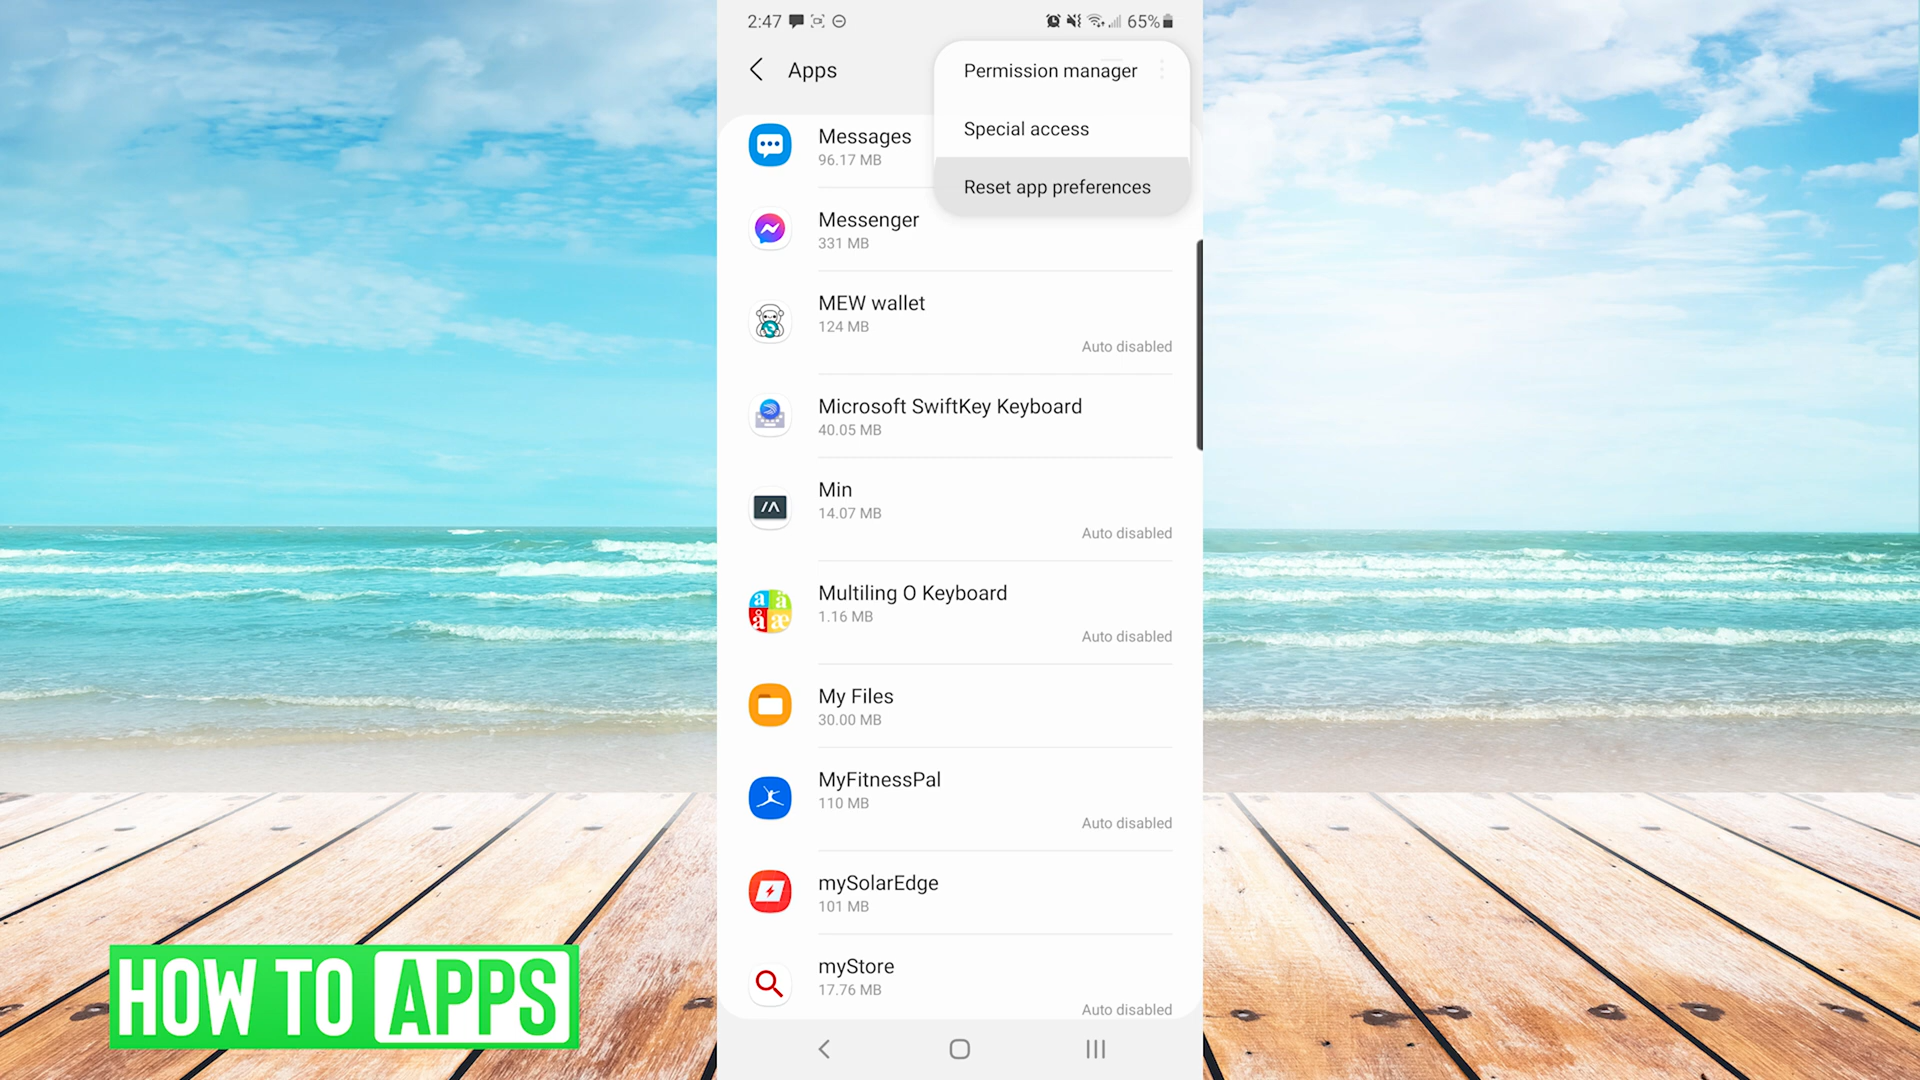 2:47
65%
Apps
Permission manager
Special access
Reset app preferences
Messages
96.17 MB
Messenger
331 MB
MEW wallet
124 MB
Auto disabled
Microsoft SwiftKey Keyboard
40.05 MB
Min
14.07 MB
Auto disabled
Multiling O Keyboard
1.16 MB
Auto disabled
a ä
å æ
My Files
30.00 MB
MyFitnessPal
110 MB
Auto disabled
mySolarEdge
101 MB
myStore
17.76 MB
Auto disabled
HOW TO APPS